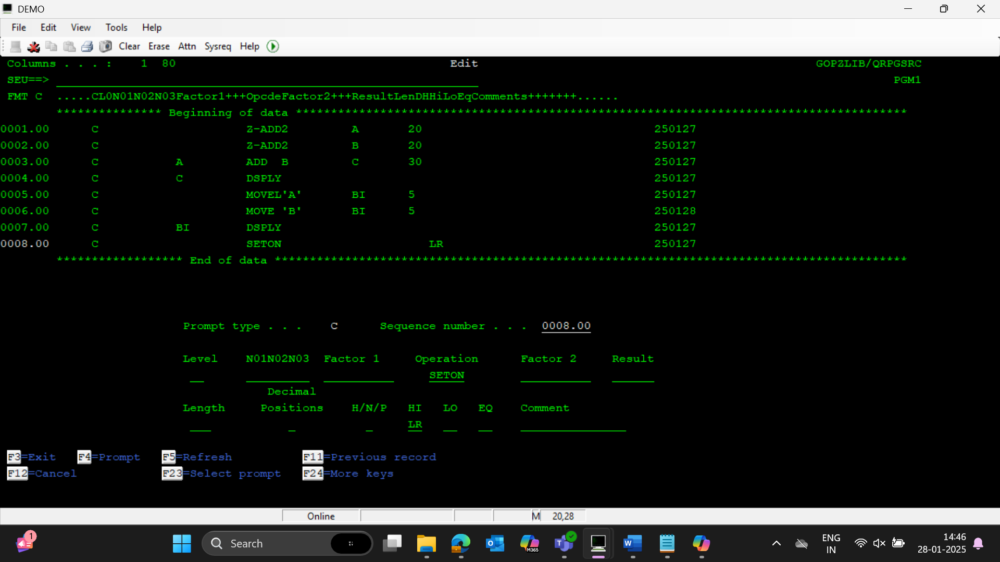 DEMO
File Edit View Tools Help
Clear Erase Attn Sysreq Help
Columns . . . : 1 80 Edit GOPZLIB/QRPGSRC
SEU==> PGM1
FMT C .....CL0N01N02N03Factor1+++OpcdeFactor2+++ResultLenDHHiLoEqComments+++++++......
*************** Beginning of data ***************************************************************************************
0001.00 C Z-ADD2 A 20 250127
0002.00 C Z-ADD2 B 20 250127
0003.00 C A ADD B C 30 250127
0004.00 C C DSPLY 250127
0005.00 C MOVEL'A' BI 5 250127
0006.00 C MOVE 'B' BI 5 250128
0007.00 C BI DSPLY 250127
0008.00 C SETON LR 250127
****************** End of data ******************************************************************************************
Prompt type . . . C Sequence number . . . 0008.00
Level N01N02N03 Factor 1 Operation Factor 2 Result
SETON
Decimal
Length Positions H/N/P HI LO EQ Comment
LR
F3=Exit F4=Prompt F5=Refresh F11=Previous record
F12=Cancel F23=Select prompt F24=More keys
Online M 20,28
1 Search M365 ENG 14:46
IN 28-01-2025